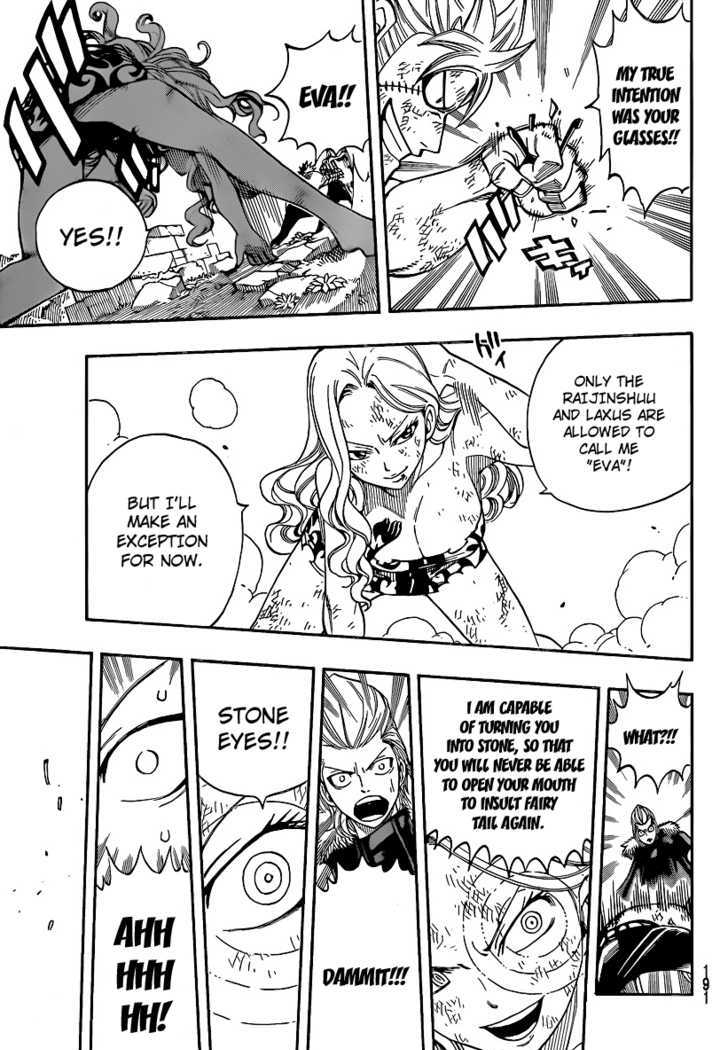 MY TRUE
INTENTION
WAS YOUR
GLASSES!!
EVA!!
YES!!
ドゴ
ONLY THE
RAIJINSHUU
AND LAXUS ARE
ALLOWED TO
CALL ME
"EVA"!
BUT I'LL
MAKE AN
EXCEPTION
FOR NOW.
WHAT?!!
I AM CAPABLE
OF TURNING YOU
INTO STONE, SO THAT
YOU WILL NEVER BE ABLE
TO OPEN YOUR MOUTH
TO INSULT FAIRY
TAIL AGAIN.
DAMMIT!!!
STONE
EYES!!
AHH
HHH
HH!
191